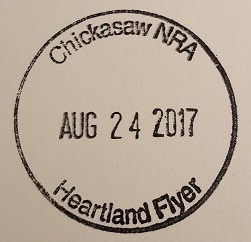 Chickasaw NRA
AUG 24 2017
Heartland Flyer